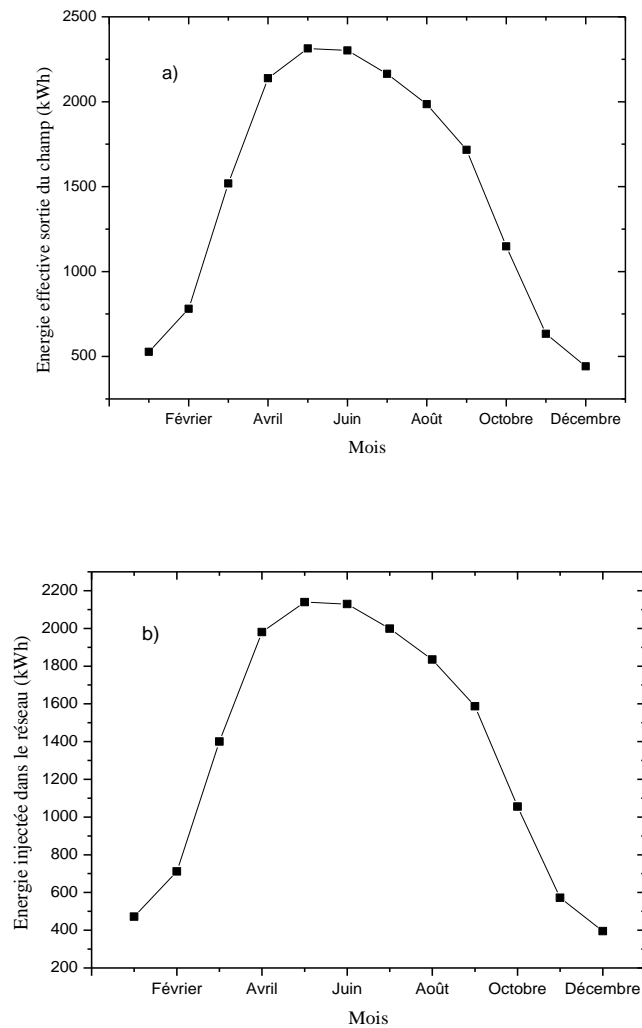 2500
a)
2000
1500
1000
500
Energie effective sortie du champ (kWh)
Février Avril Juin Août Octobre Décembre
Mois
2200
b)
2000
1800
1600
1400
1200
1000
800
600
400
200
Energie injectée dans le réseau (kWh)
Février Avril Juin Août Octobre Décembre
Mois